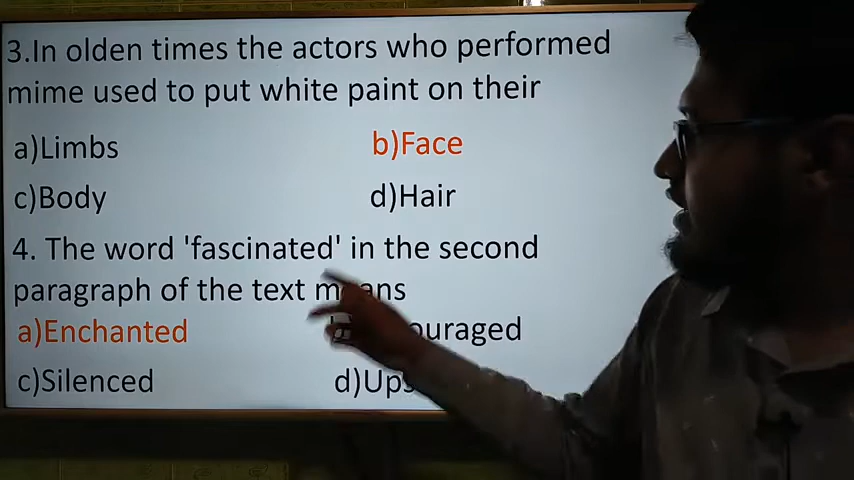 3.In olden times the actors who performed
mime used to put white paint on their
a)Limbs b)Face
c)Body d)Hair
4. The word 'fascinated' in the second
paragraph of the text means
a)Enchanted
c)Silenced